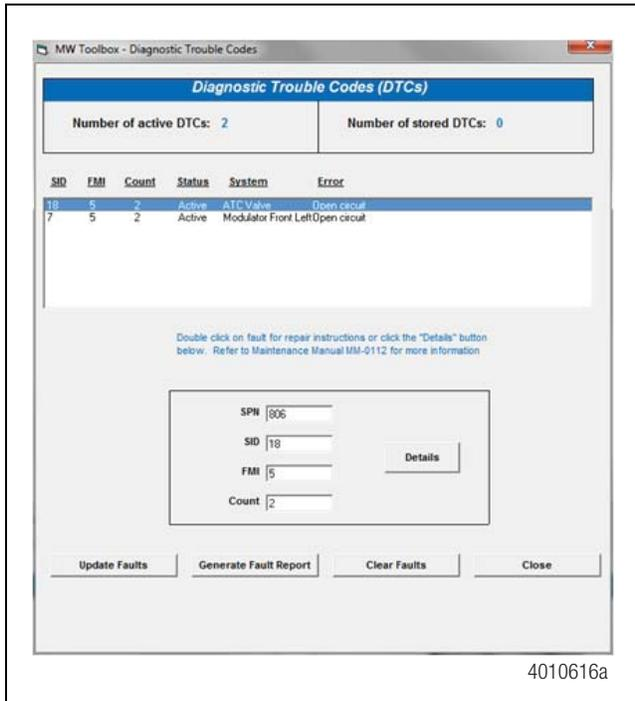 MW Toolbox - Diagnostic Trouble Codes
Diagnostic Trouble Codes (DTCs)
Number of active DTCs: 2 Number of stored DTCs: 0
SID FMI Count Status System Error
18 5 2 Active ATC Valve Open circuit
7 5 2 Active Modulator Front Left Open circuit
Double click on fault for repair instructions or click the "Details" button
below. Refer to Maintenance Manual MM-0112 for more information
SPN 806
SID 18
Details
FMI 5
Count 2
Update Faults Generate Fault Report Clear Faults Close
4010616a